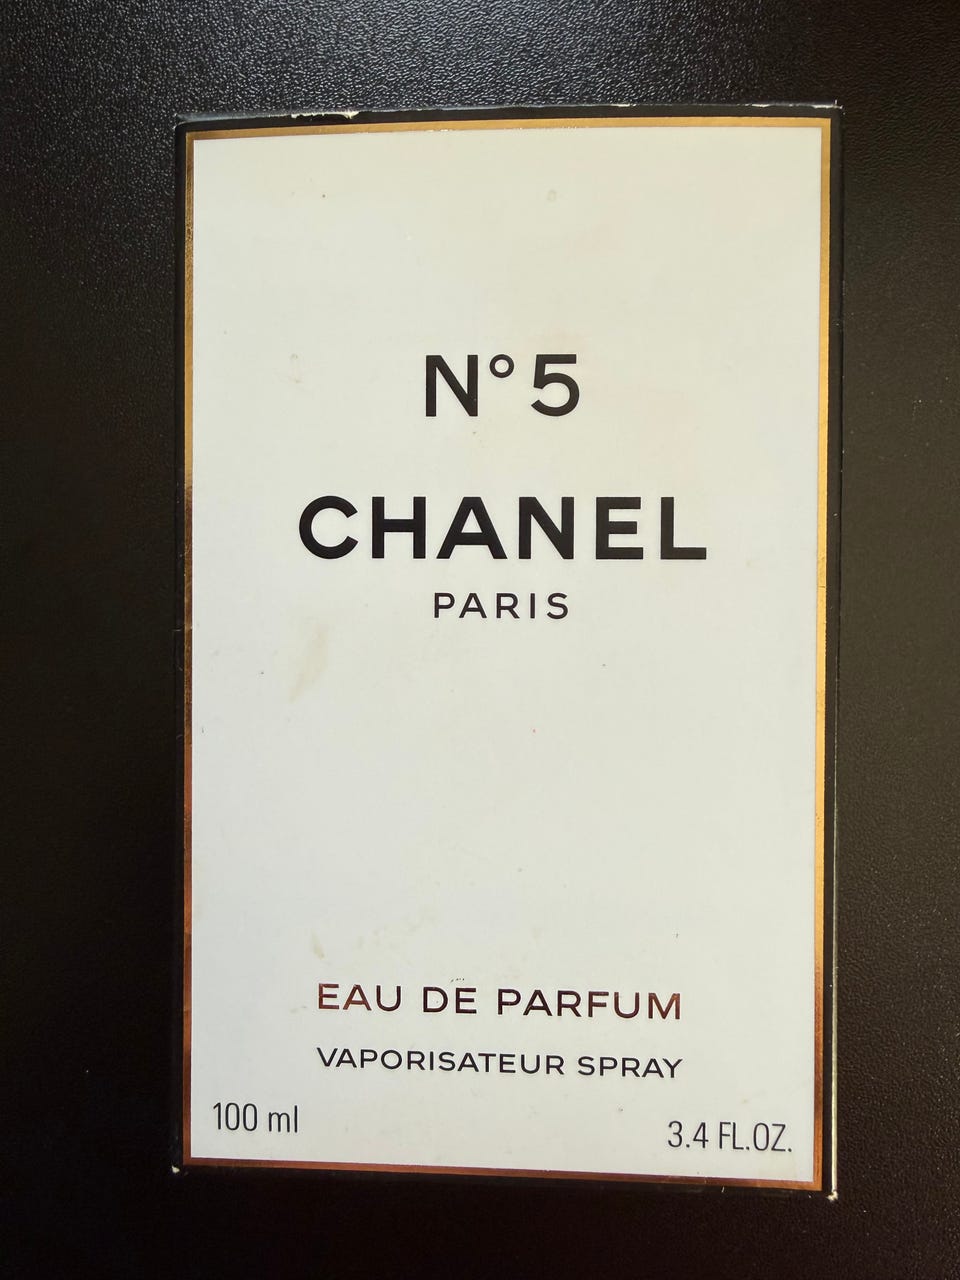 N°5
CHANEL
PARIS
EAU DE PARFUM
VAPORISATEUR SPRAY
100 ml
3.4 FL.OZ.